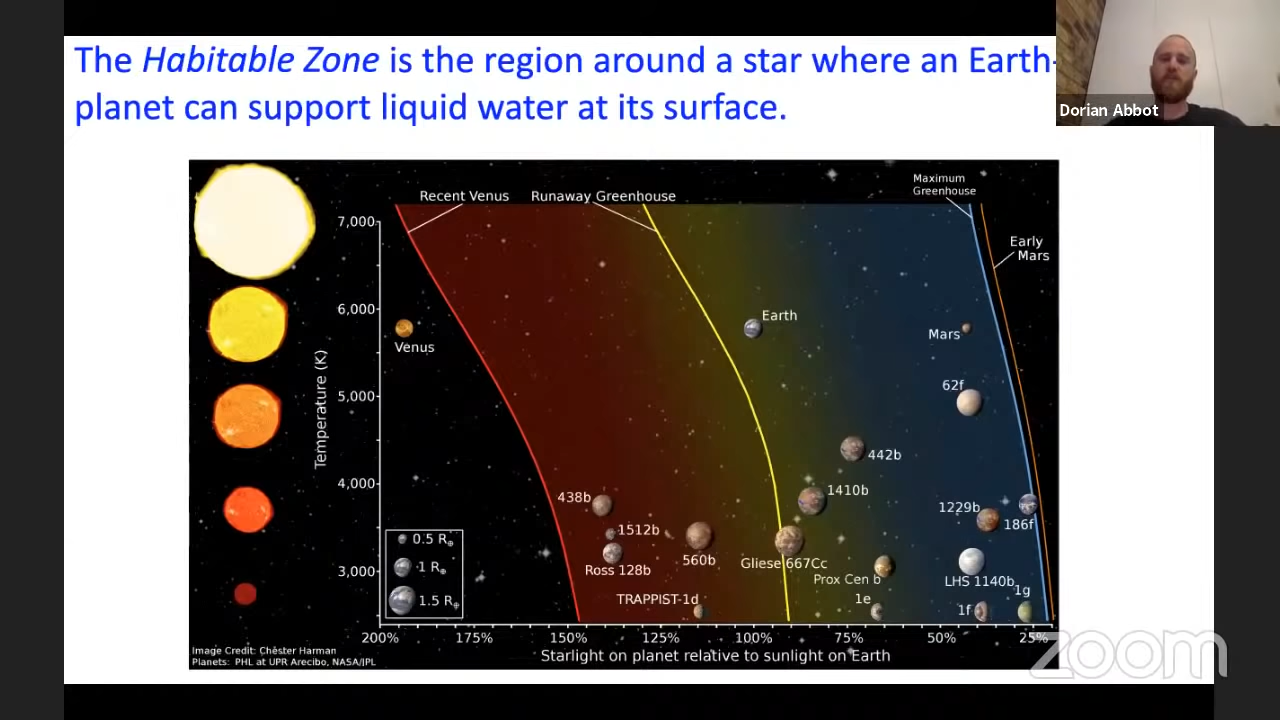 The Habitable Zone is the region around a star where an Earth-
planet can support liquid water at its surface.
Dorian Abbot
Recent Venus
Runaway Greenhouse
Maximum
Greenhouse
Early
Mars
7,000
6,000
5,000
4,000
3,000
Temperature (K)
Venus
Earth
Mars
62f
442b
1410b
438b
1512b
Ross 128b
560b
Gliese 667Cc
Prox Cen b
1229b
186f
LHS 1140b
TRAPPIST-1d
1e
1f
1g
0.5 R⊕
1 R⊕
1.5 R⊕
200%
175%
150%
125%
100%
75%
50%
25%
Starlight on planet relative to sunlight on Earth
Image Credit: Chester Harman
Planets: PHL at UPR Arecibo, NASA/JPL
zoom